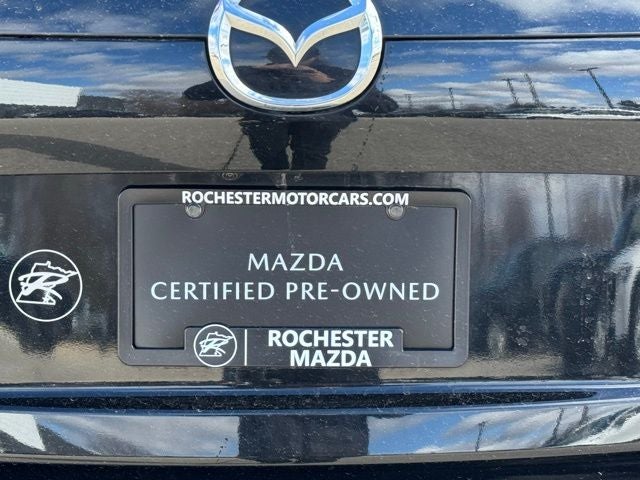 ROCHESTERMOTORCARS.COM
MAZDA
CERTIFIED PRE-OWNED
ROCHESTER
MAZDA